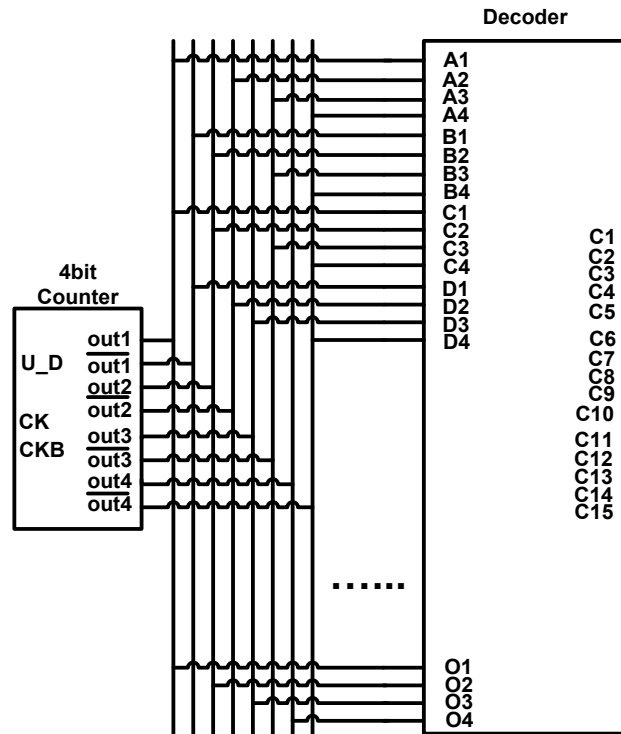 Decoder
A1
A2
A3
A4
B1
B2
B3
B4
C1
C2
C3
C4
D1
D2
D3
D4
C1
C2
C3
C4
C5
C6
C7
C8
C9
C10
C11
C12
C13
C14
C15
4bit
Counter
out1
U_D out1
out2
CK out2
out3
CKB out3
out4
out4
......
O1
O2
O3
O4